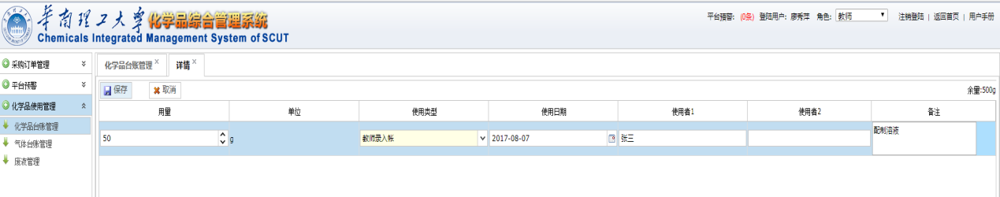 华南理工大学化学品综合管理系统
Chemicals Integrated Management System of SCUT
平台预警: (0条) 登陆用户: 廖秀萍 角色: 教师 注销登陆 | 返回首页 | 用户手册
采购订单管理
平台预警
化学品使用管理
化学品台账管理
气体台账管理
废液管理
化学品台账管理 详情
保存 取消 余量:500g
用量 单位 使用类型 使用日期 使用者1 使用者2 备注
50 g 教师录入帐 2017-08-07 张三 配制溶液